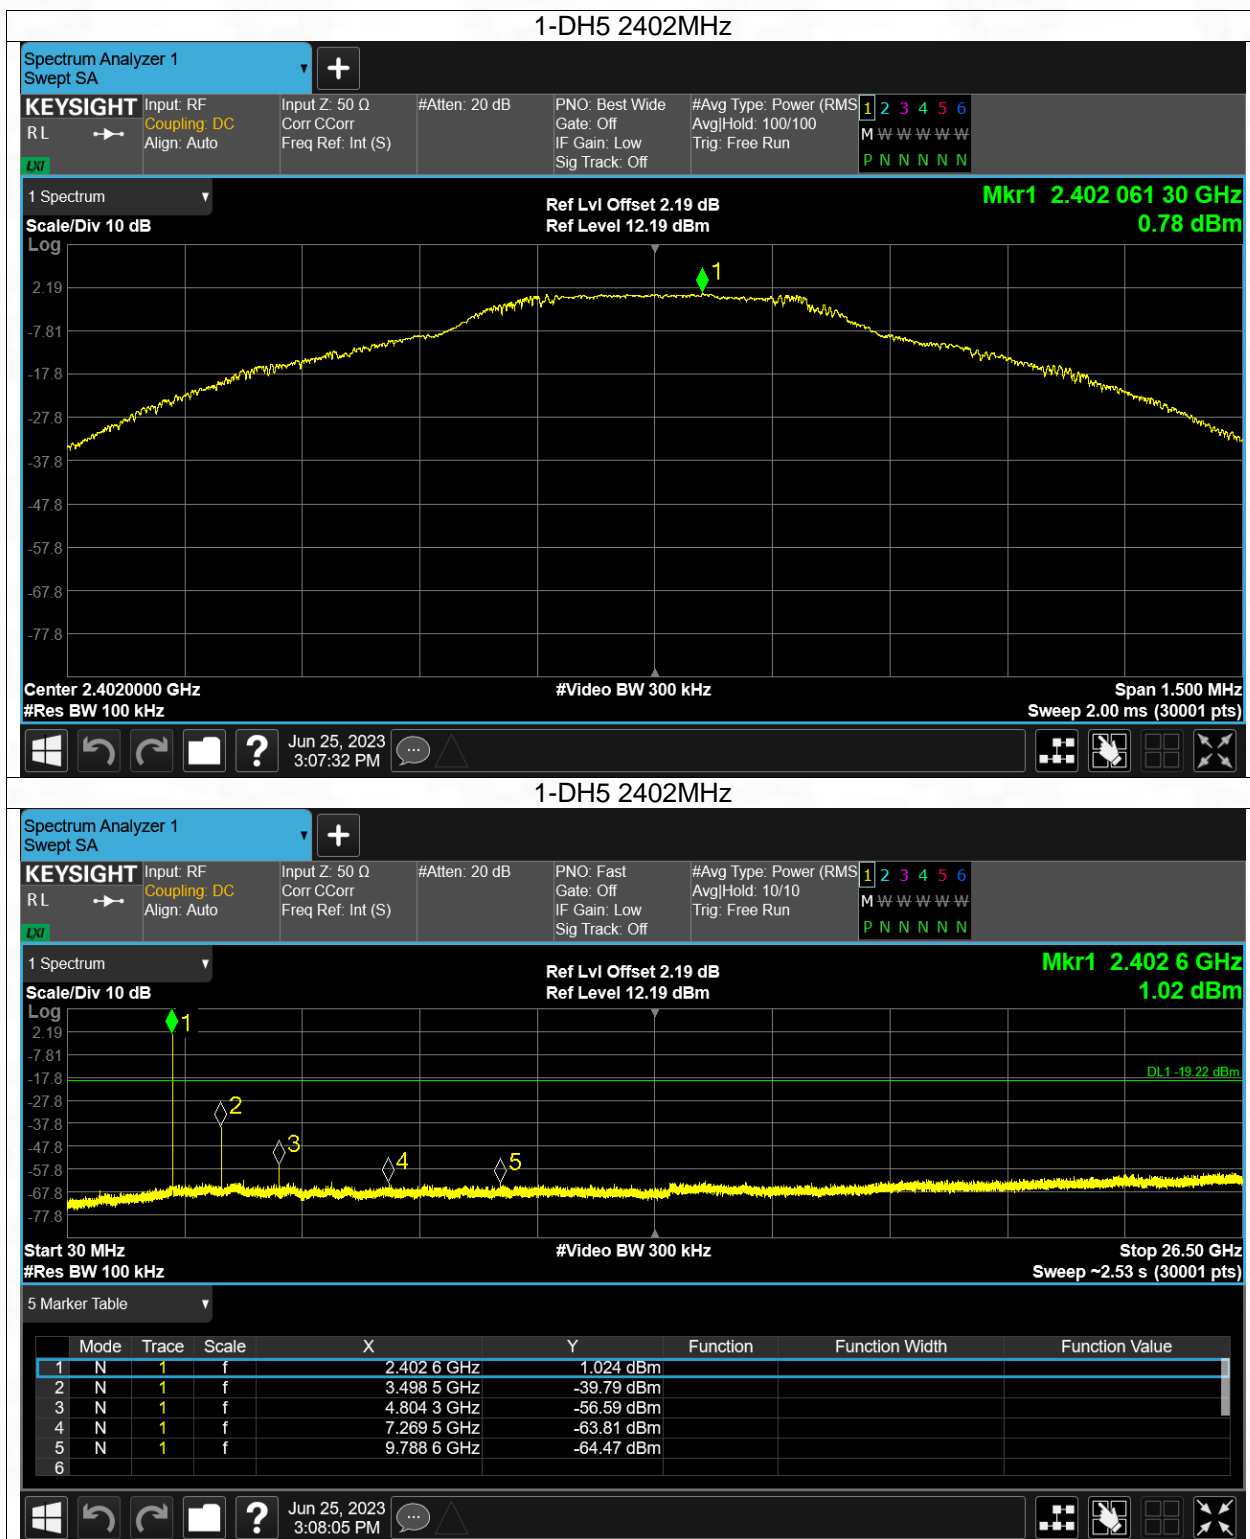 1-DH5 2402MHz
Spectrum Analyzer 1
Swept SA
+
KEYSIGHT
RL
LXI
Input: RF
Coupling: DC
Align: Auto
Input Z: 50 Ω
Corr CCorr
Freq Ref: Int (S)
#Atten: 20 dB
PNO: Best Wide
Gate: Off
IF Gain: Low
Sig Track: Off
#Avg Type: Power (RMS
Avg|Hold: 100/100
Trig: Free Run
1 2 3 4 5 6
M W W W W W
P N N N N N
1 Spectrum
Scale/Div 10 dB
Ref Lvl Offset 2.19 dB
Ref Level 12.19 dBm
Mkr1 2.402 061 30 GHz
0.78 dBm
Log
1
2.19
-7.81
-17.8
-27.8
-37.8
-47.8
-57.8
-67.8
-77.8
Center 2.4020000 GHz
#Video BW 300 kHz
Span 1.500 MHz
#Res BW 100 kHz
Sweep 2.00 ms (30001 pts)
?
Jun 25, 2023
3:07:32 PM
1-DH5 2402MHz
Spectrum Analyzer 1
Swept SA
+
KEYSIGHT
RL
LXI
Input: RF
Coupling: DC
Align: Auto
Input Z: 50 Ω
Corr CCorr
Freq Ref: Int (S)
#Atten: 20 dB
PNO: Fast
Gate: Off
IF Gain: Low
Sig Track: Off
#Avg Type: Power (RMS
Avg|Hold: 10/10
Trig: Free Run
1 2 3 4 5 6
M W W W W W
P N N N N N
1 Spectrum
Scale/Div 10 dB
Ref Lvl Offset 2.19 dB
Ref Level 12.19 dBm
Mkr1 2.402 6 GHz
1.02 dBm
Log
1
2.19
-7.81
-17.8
DL1 -19.22 dBm
-27.8
2
-37.8
-47.8
3
-57.8
4
5
-67.8
-77.8
Start 30 MHz
#Video BW 300 kHz
Stop 26.50 GHz
#Res BW 100 kHz
Sweep ~2.53 s (30001 pts)
5 Marker Table
Mode Trace Scale X Y Function Function Width Function Value
1 N 1 f 2.402 6 GHz 1.024 dBm
2 N 1 f 3.498 5 GHz -39.79 dBm
3 N 1 f 4.804 3 GHz -56.59 dBm
4 N 1 f 7.269 5 GHz -63.81 dBm
5 N 1 f 9.788 6 GHz -64.47 dBm
6
?
Jun 25, 2023
3:08:05 PM